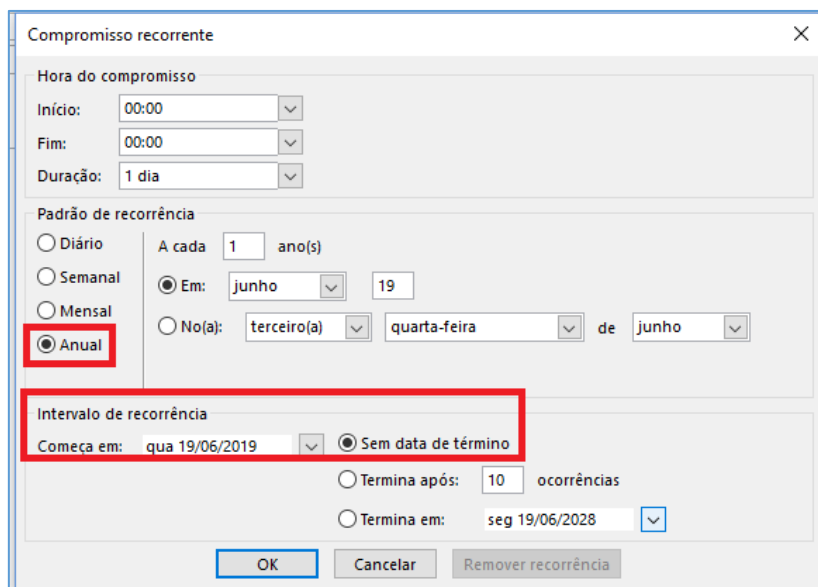 Compromisso recorrente
Hora do compromisso
Início: 00:00
Fim: 00:00
Duração: 1 dia
Padrão de recorrência
Diário A cada 1 ano(s)
Semanal Em: junho 19
Mensal No(a): terceiro(a) quarta-feira de junho
Anual
Intervalo de recorrência
Começa em: qua 19/06/2019 Sem data de término
Termina após: 10 ocorrências
Termina em: seg 19/06/2028
OK Cancelar Remover recorrência